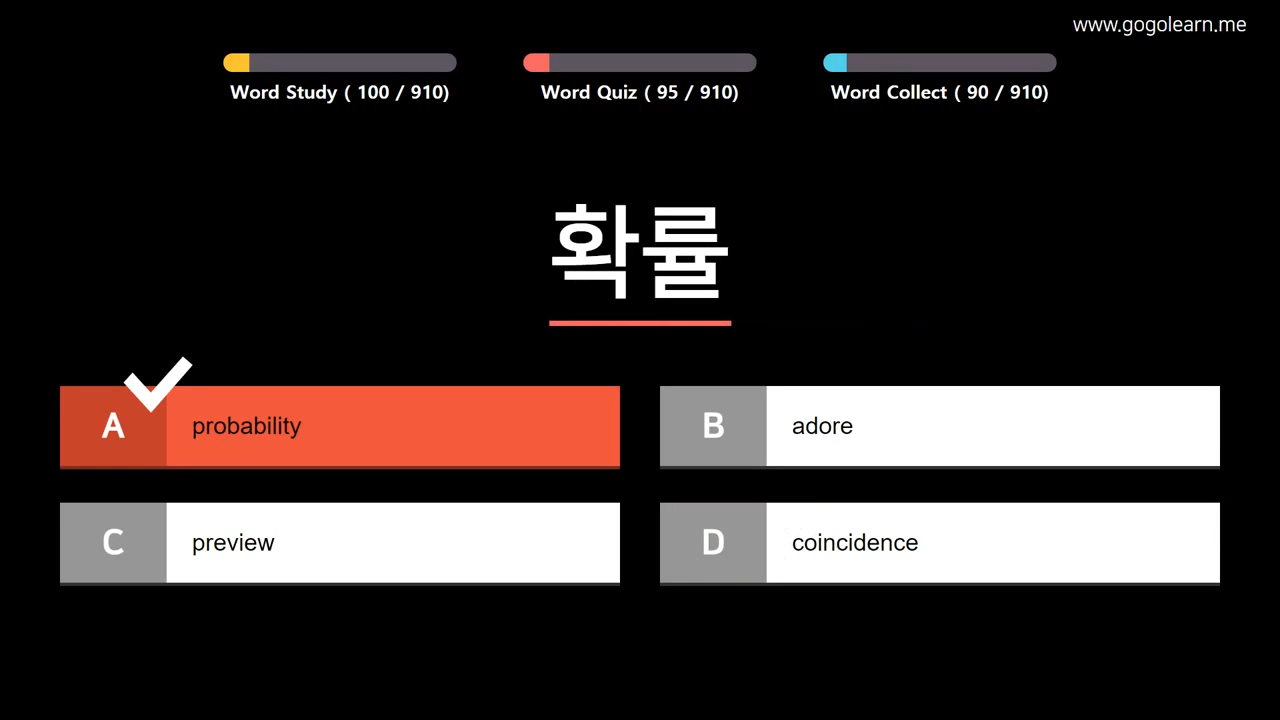 www.gogolearn.me
Word Study ( 100 / 910)
Word Quiz ( 95 / 910)
Word Collect ( 90 / 910)
확률
A probability
B adore
C preview
D coincidence